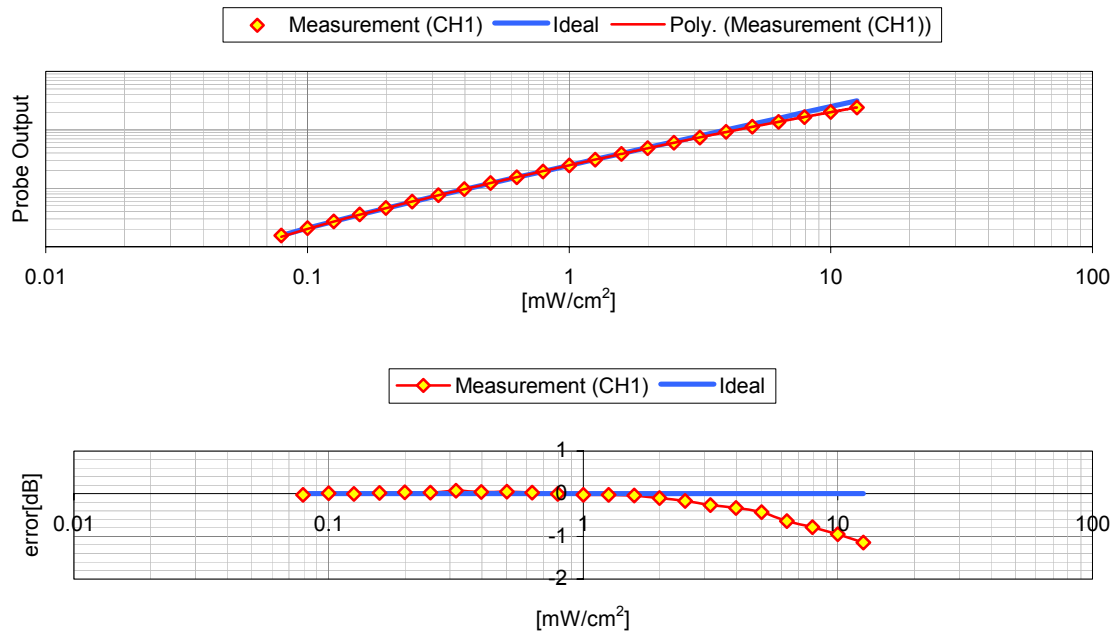 Measurement (CH1) Ideal Poly. (Measurement (CH1))
Probe Output
0.01 0.1 1 10 100
[mW/cm²]
Measurement (CH1) Ideal
error[dB]
1
0
0.01 0.1 10 100
-1
-2
[mW/cm²]